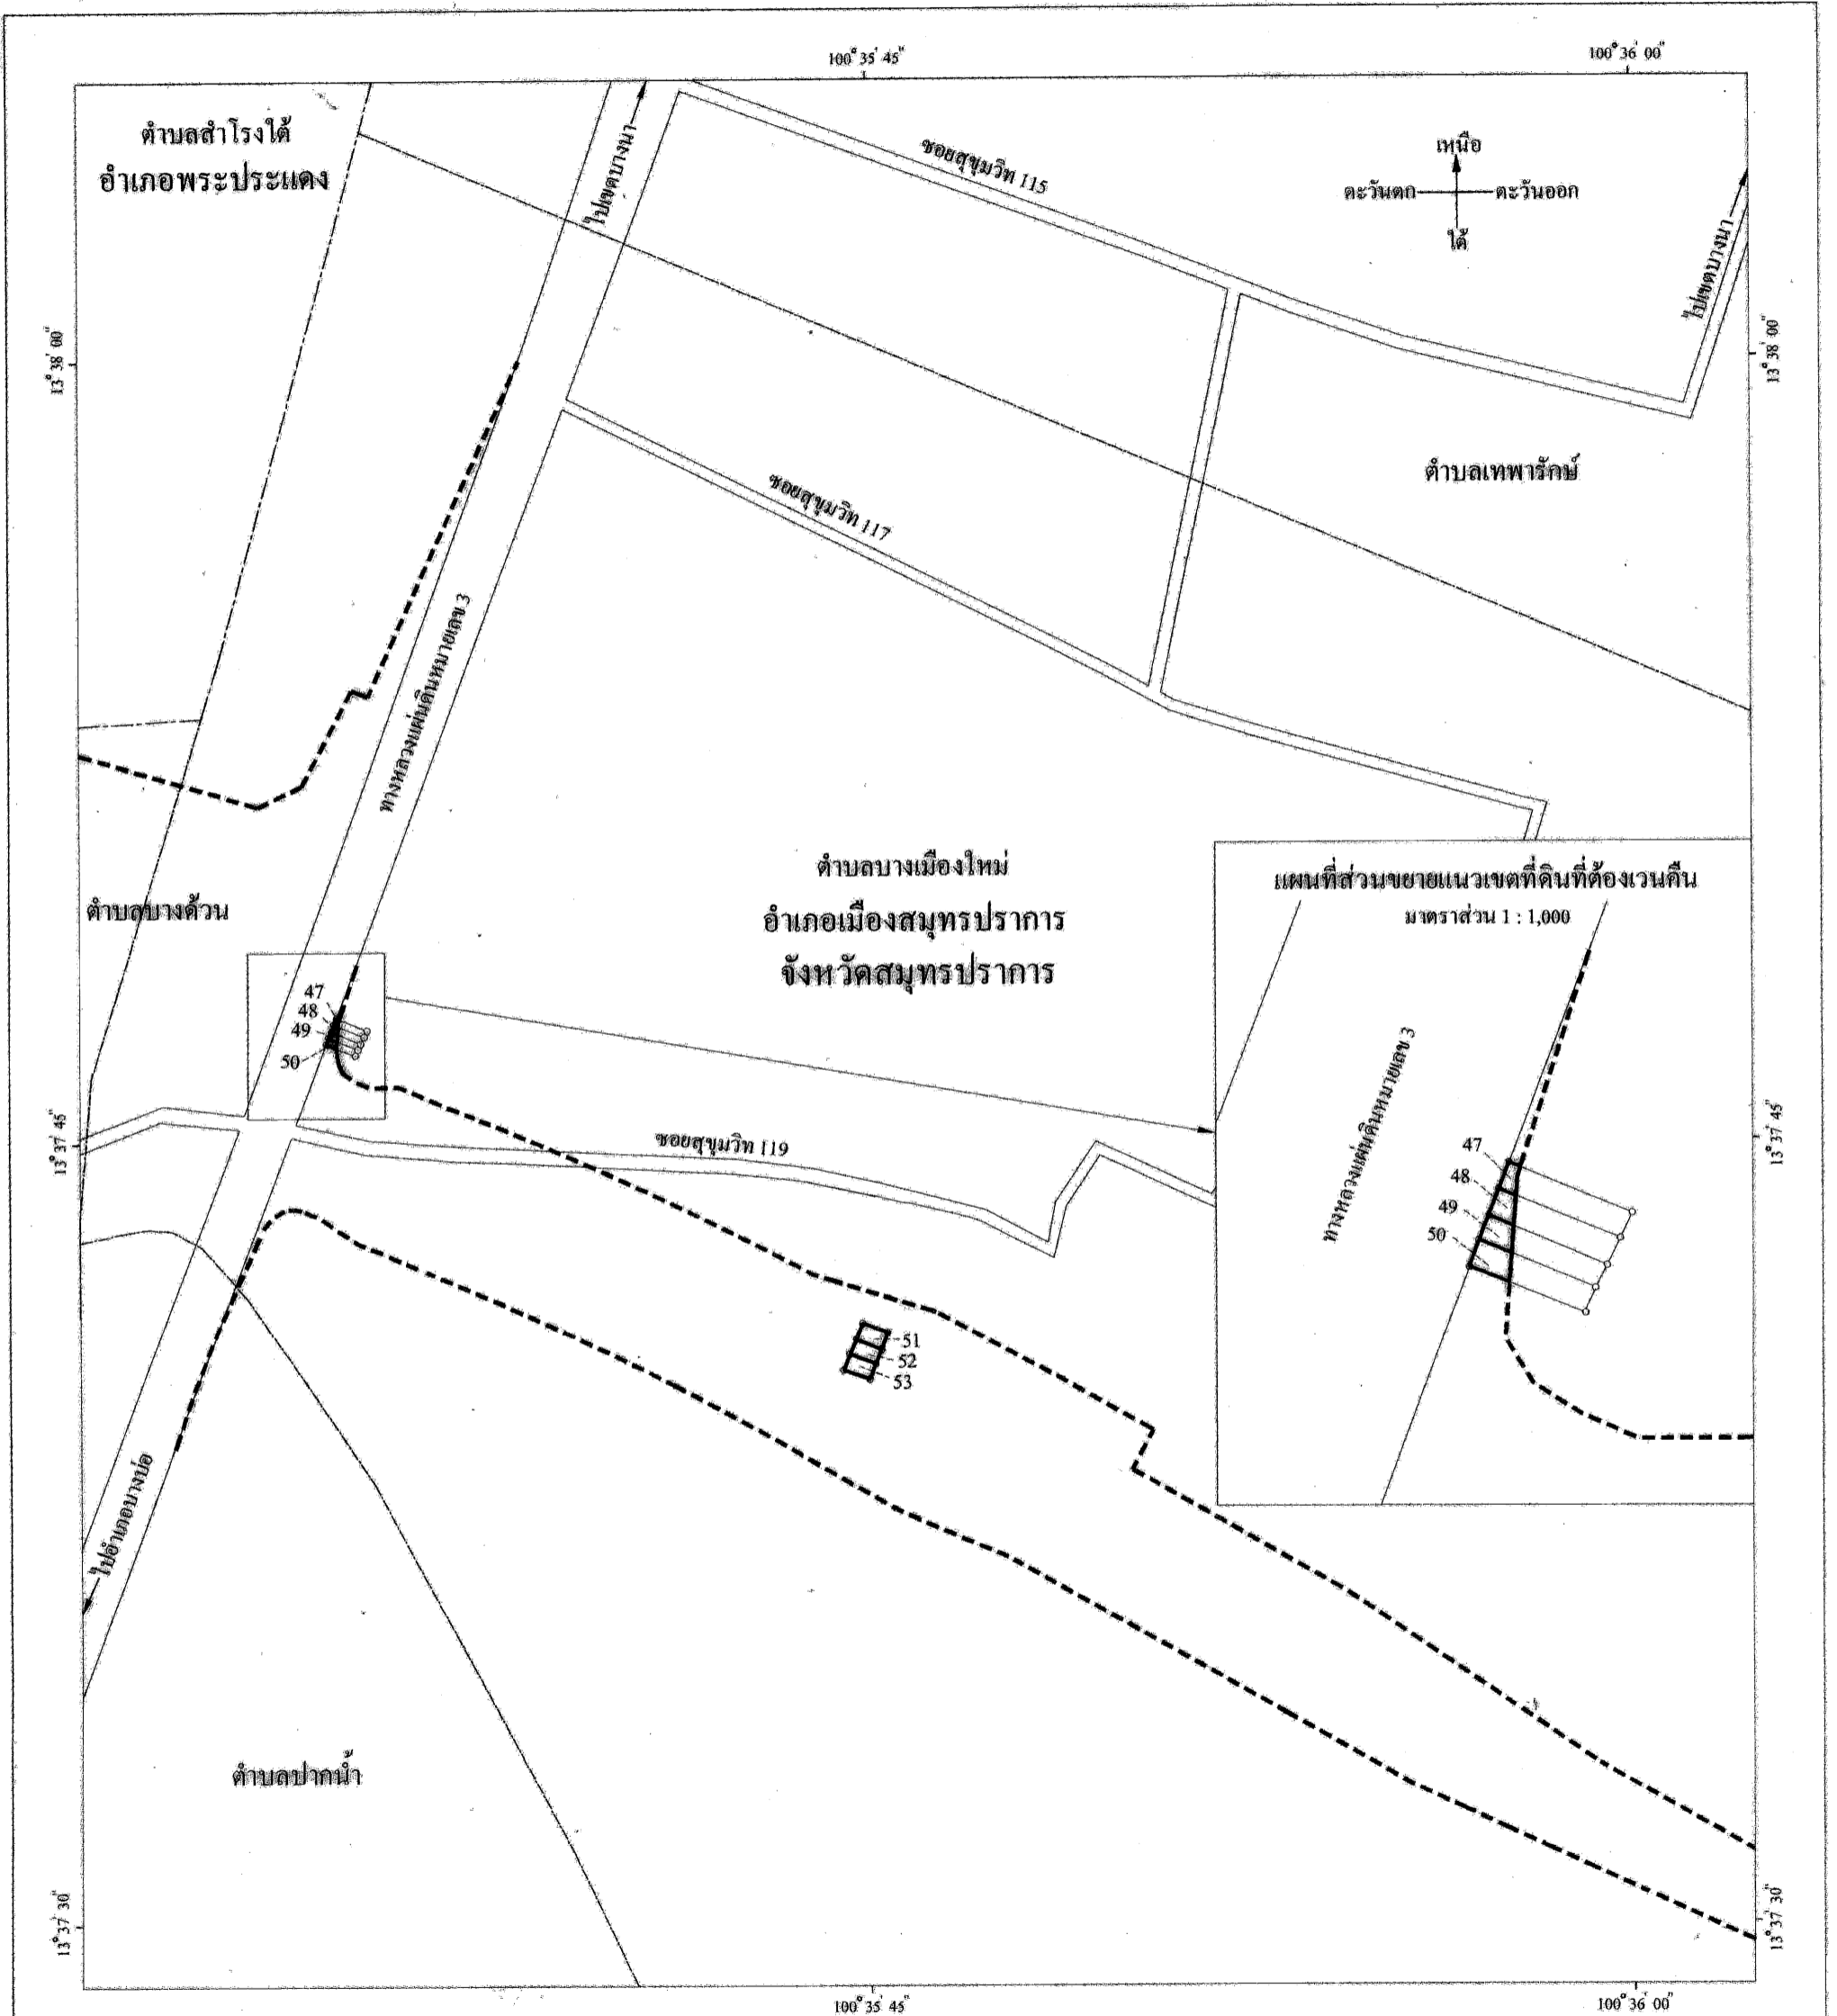 100° 35' 45"
100° 36' 00"
ตำบลสำโรงใต้
อำเภอพระประแดง
ไปเขตบางนา
ซอยสุขุมวิท 115
เหนือ
ตะวันตก
ตะวันออก
ใต้
ไปเขตบางนา
13° 38' 00"
13° 38' 00"
ตำบลเทพารักษ์
ซอยสุขุมวิท 117
ทางหลวงแผ่นดินหมายเลข 3
ตำบลบางเมืองใหม่
อำเภอเมืองสมุทรปราการ
จังหวัดสมุทรปราการ
ตำบลบางด้วน
แผนที่ส่วนขยายแนวเขตที่ดินที่ต้องเวนคืน
มาตราส่วน 1 : 1,000
ทางหลวงแผ่นดินหมายเลข 3
47
48
49
50
47
48
49
50
13° 37' 45"
13° 37' 45"
ซอยสุขุมวิท 119
51
52
53
ไปอำเภอบางบ่อ
ตำบลปากน้ำ
13° 37' 30"
13° 37' 30"
100° 35' 45"
100° 36' 00"